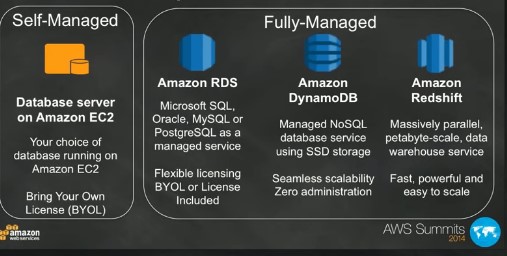 Self-Managed
Database server
on Amazon EC2
Your choice of
database running on
Amazon EC2
Bring Your Own
License (BYOL)
Fully-Managed
Amazon RDS
Microsoft SQL,
Oracle, MySQL or
PostgreSQL as a
managed service
Flexible licensing
BYOL or License
Included
Amazon
DynamoDB
Managed NoSQL
database service
using SSD storage
Seamless scalability
Zero administration
Amazon
Redshift
Massively parallel,
petabyte-scale, data
warehouse service
Fast, powerful and
easy to scale
amazon
web services
AWS Summits
2014